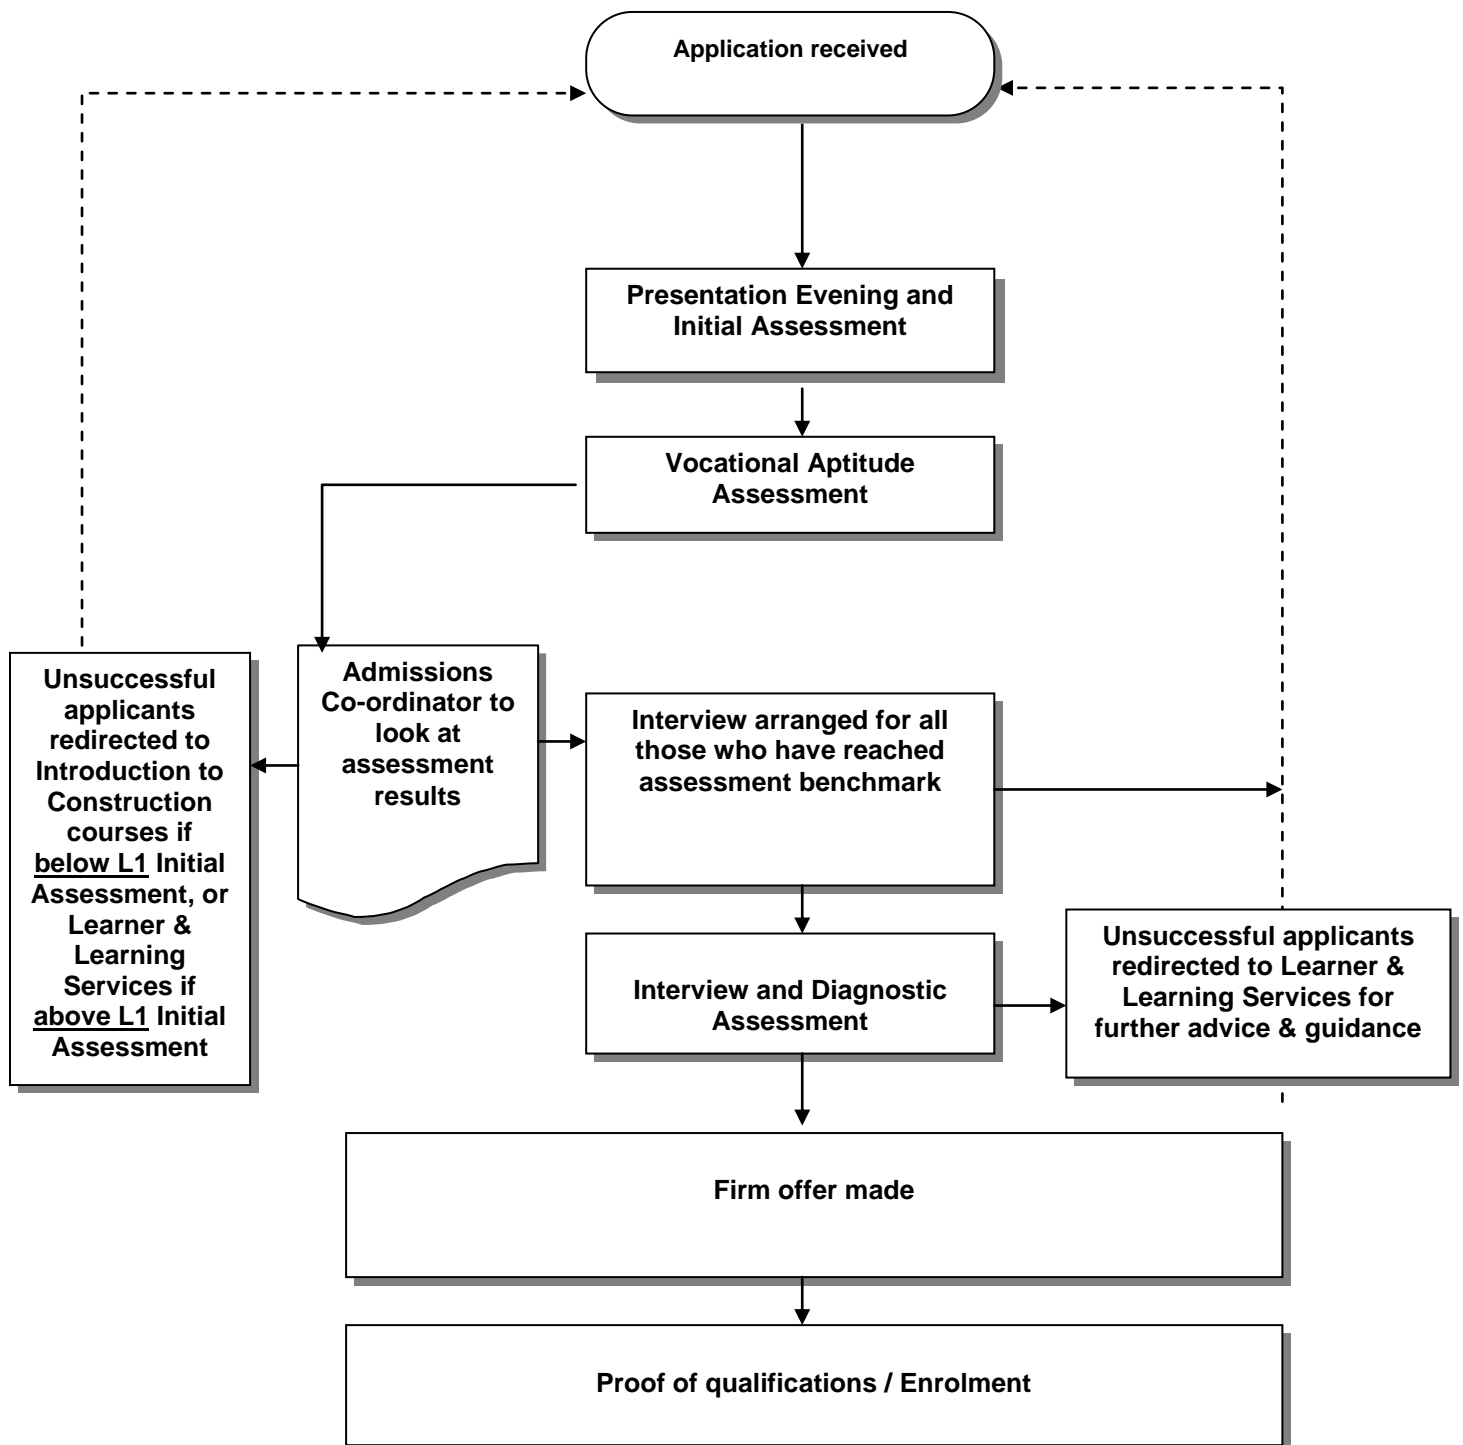 Application received
Presentation Evening and
Initial Assessment
Vocational Aptitude
Assessment
Unsuccessful
applicants
redirected to
Introduction to
Construction
courses if
below L1 Initial
Assessment, or
Learner &
Learning
Services if
above L1 Initial
Assessment
Admissions
Co-ordinator to
look at
assessment
results
Interview arranged for all
those who have reached
assessment benchmark
Interview and Diagnostic
Assessment
Unsuccessful applicants
redirected to Learner &
Learning Services for
further advice & guidance
Firm offer made
Proof of qualifications / Enrolment